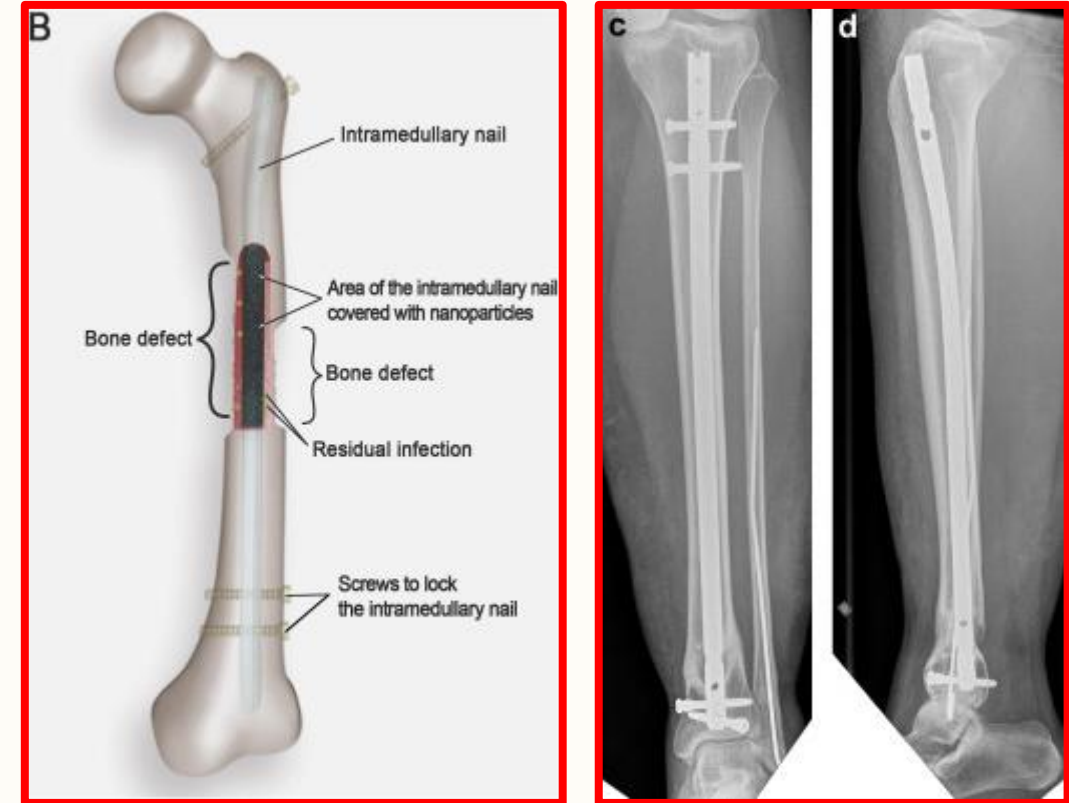 B
Intramedullary nail
Area of the intramedullary nail
covered with nanoparticles
Bone defect
Bone defect
Residual infection
Screws to lock
the intramedullary nail
c
d